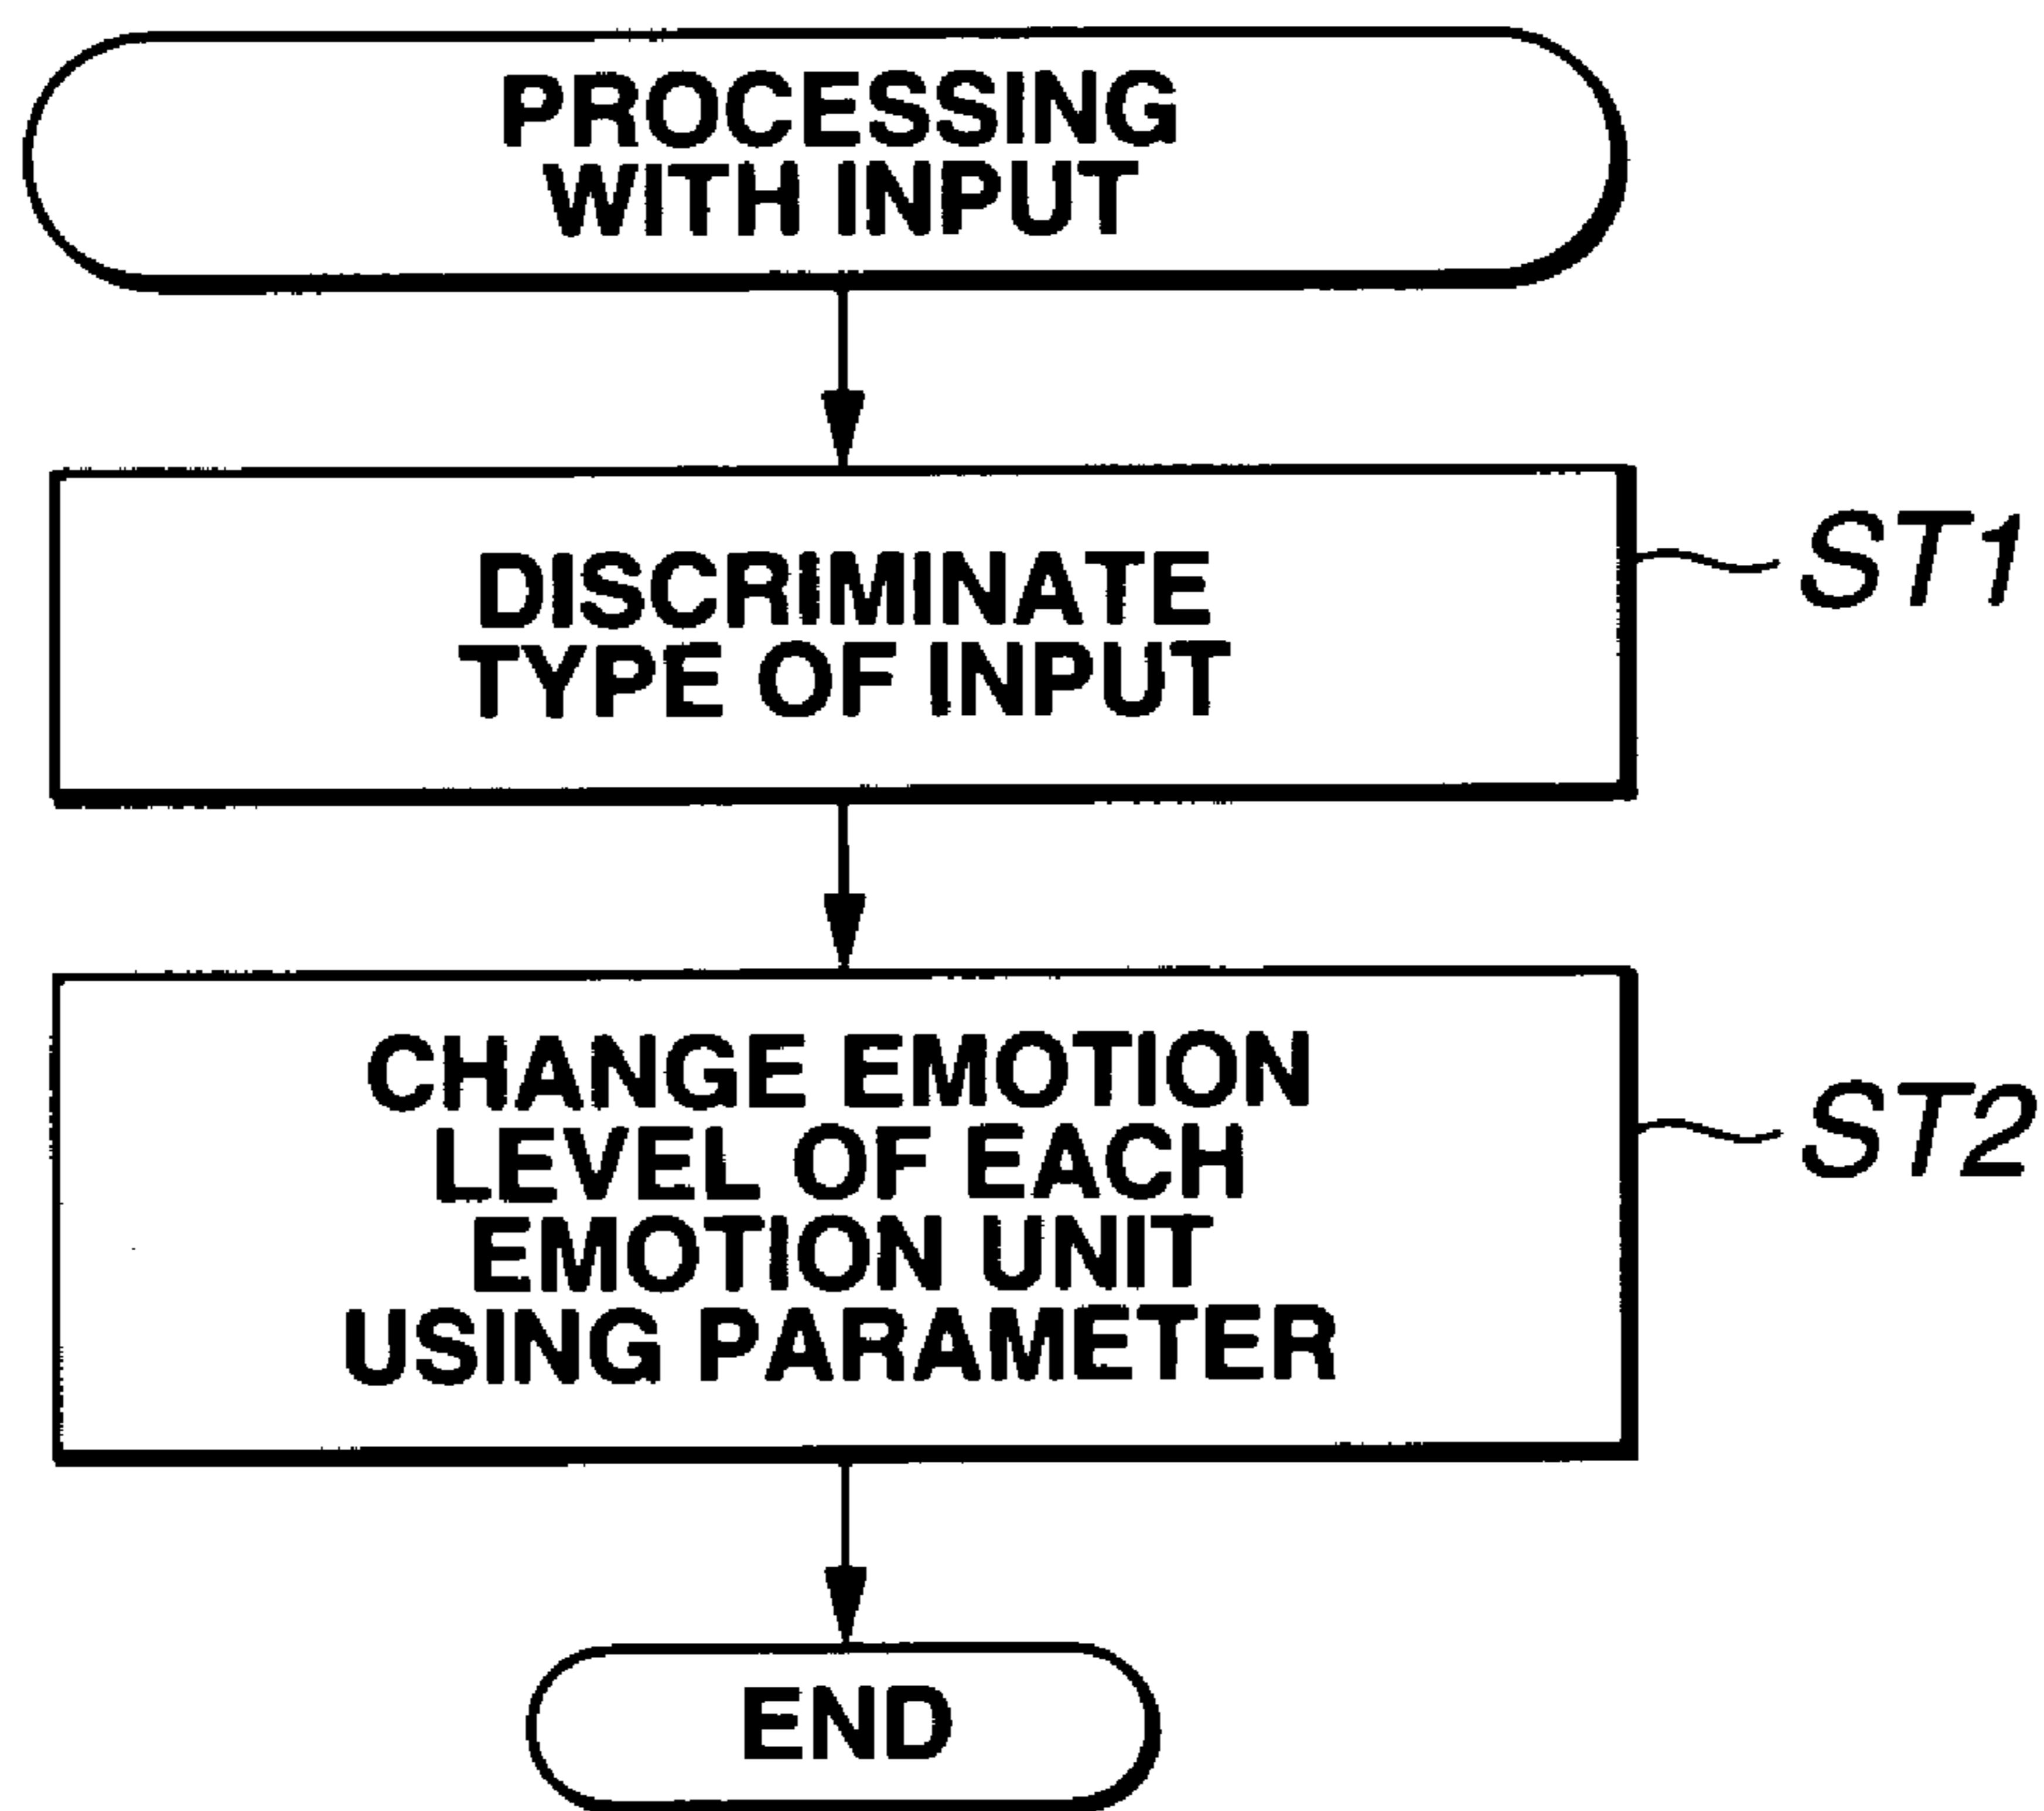 PROCESSING
WITH INPUT
DISCRIMINATE
TYPE OF INPUT
ST1
CHANGE EMOTION
LEVEL OF EACH
EMOTION UNIT
USING PARAMETER
ST2
END